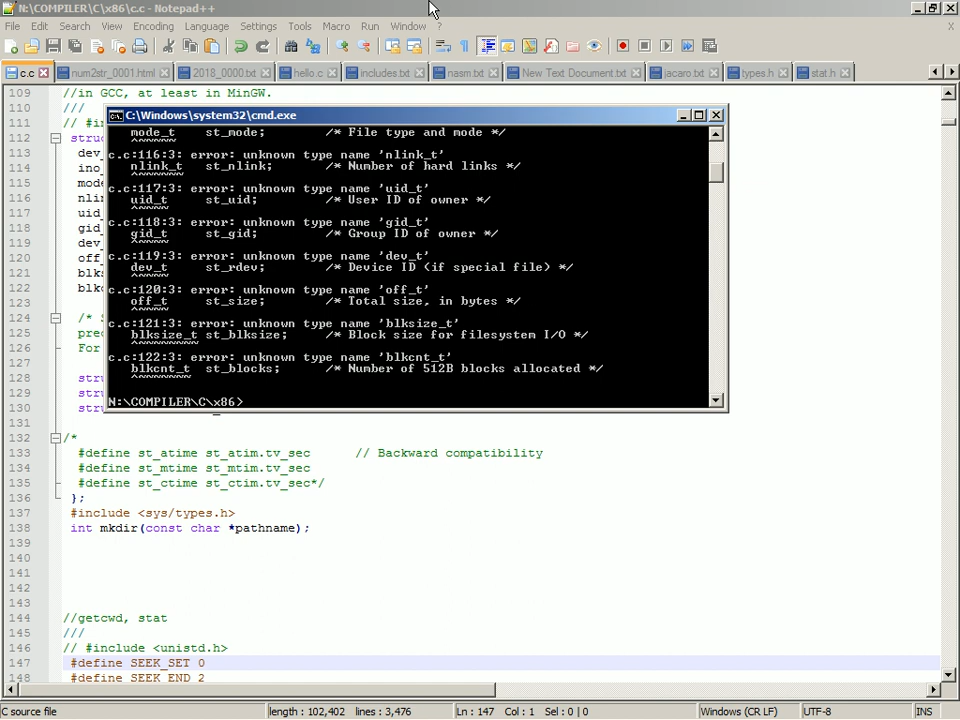 N:\COMPILER\C\x86\c.c - Notepad++
File Edit Search View Encoding Language Settings Tools Macro Run Window ?
X
c.c num2str_0001.html 2018_0000.txt hello.c includes.txt nasm.txt New Text Document.txt jacaro.txt types.h stat.h
109 //in GCC, at least in MinGW.
110 ///
111 // #in
112 struc
113 dev_
114 ino_
115 mode
116 nlin
117 uid_
118 gid_
119 dev_
120 off_
121 blks
122 blkc
123
124 /* S
125 prec
126 For
127
128 stru
129 stru
130 stru
C:\Windows\system32\cmd.exe
mode_t st_mode; /* File type and mode */
^~~~~~
c.c:116:3: error: unknown type name 'nlink_t'
nlink_t st_nlink; /* Number of hard links */
^~~~~~~
c.c:117:3: error: unknown type name 'uid_t'
uid_t st_uid; /* User ID of owner */
^~~~~
c.c:118:3: error: unknown type name 'gid_t'
gid_t st_gid; /* Group ID of owner */
^~~~~
c.c:119:3: error: unknown type name 'dev_t'
dev_t st_rdev; /* Device ID (if special file) */
^~~~~
c.c:120:3: error: unknown type name 'off_t'
off_t st_size; /* Total size, in bytes */
^~~~~
c.c:121:3: error: unknown type name 'blksize_t'
blksize_t st_blksize; /* Block size for filesystem I/O */
^~~~~~~~~
c.c:122:3: error: unknown type name 'blkcnt_t'
blkcnt_t st_blocks; /* Number of 512B blocks allocated */
^~~~~~~~
N:\COMPILER\C\x86>
131
132 /*
133 #define st_atime st_atim.tv_sec // Backward compatibility
134 #define st_mtime st_mtim.tv_sec
135 #define st_ctime st_ctim.tv_sec*/
136 };
137 #include <sys/types.h>
138 int mkdir(const char *pathname);
139
140
141
142
143
144 //getcwd, stat
145 ///
146 // #include <unistd.h>
147 #define SEEK_SET 0
148 #define SEEK_END 2
C source file length : 102,402 lines : 3,476 Ln : 147 Col : 1 Sel : 0 | 0 Windows (CR LF) UTF-8 INS